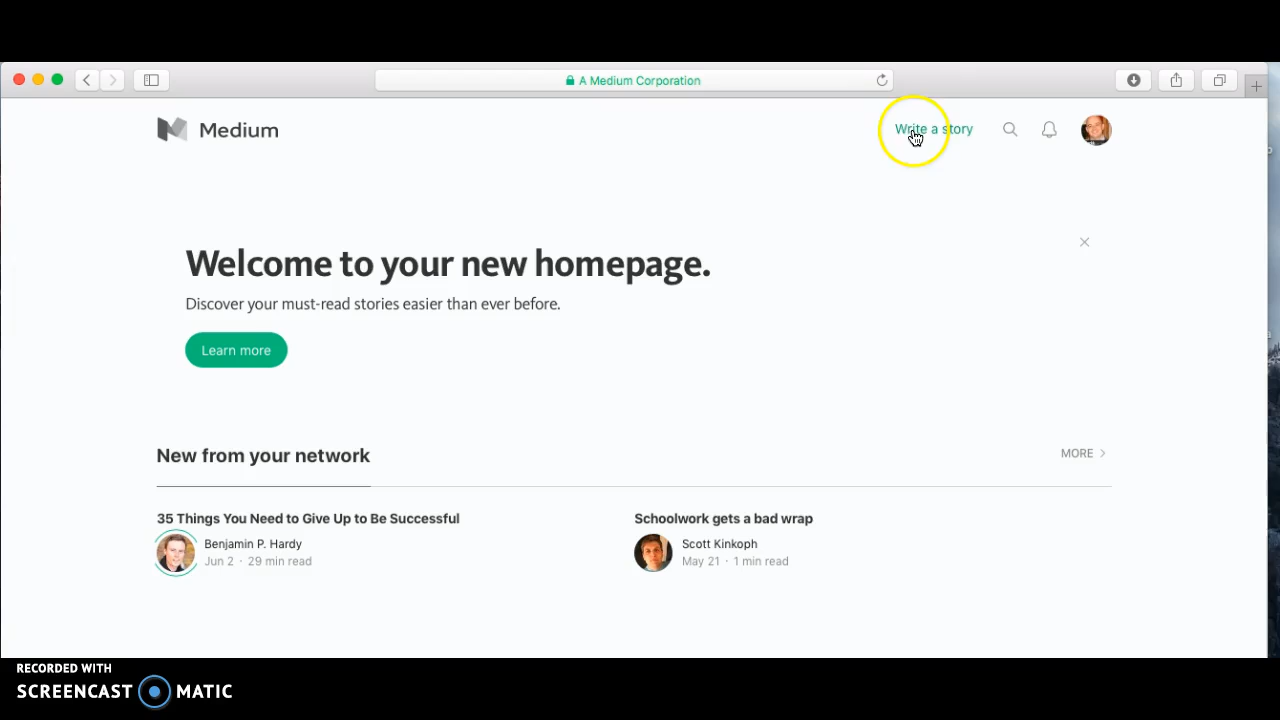 A Medium Corporation
Medium
Write a story
Welcome to your new homepage.
Discover your must-read stories easier than ever before.
Learn more
New from your network
MORE
35 Things You Need to Give Up to Be Successful
Benjamin P. Hardy
Jun 2 · 29 min read
Schoolwork gets a bad wrap
Scott Kinkoph
May 21 · 1 min read
RECORDED WITH
SCREENCAST MATIC